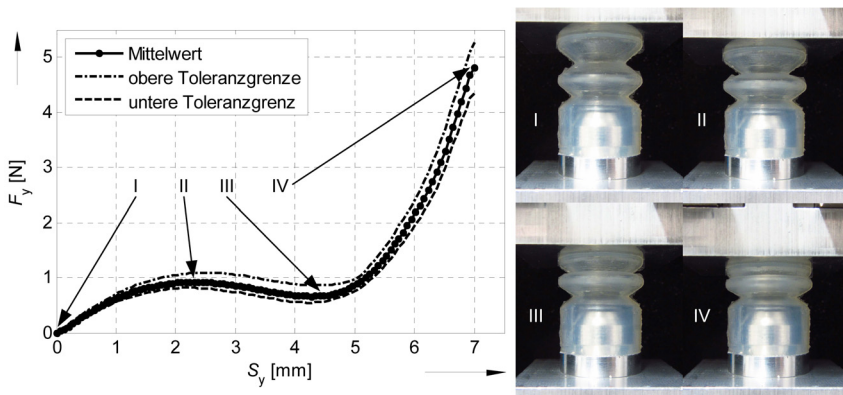 Mittelwert
obere Toleranzgrenze
untere Toleranzgrenz
F_y [N]
5
4
3
2
1
0
I II III IV
0 1 2 3 4 5 6 7
S_y [mm]
I II
III IV